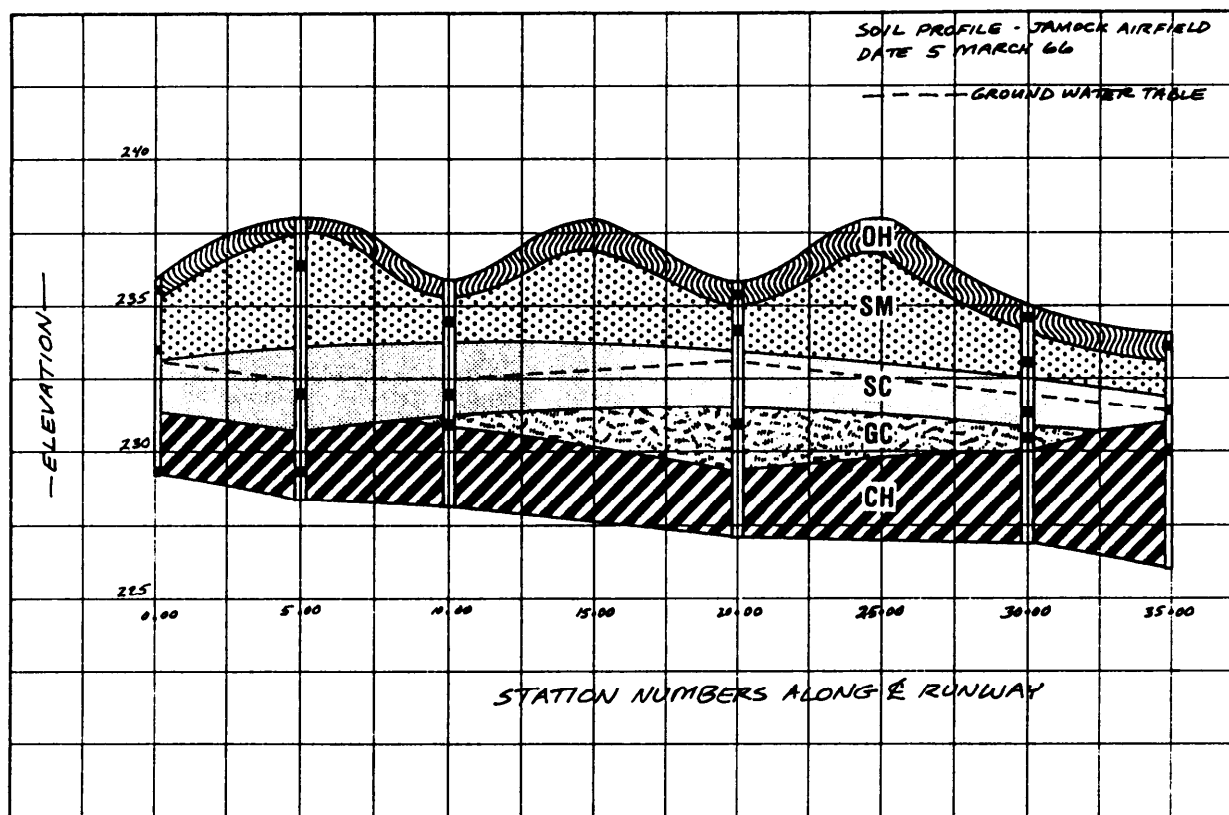 SOIL PROFILE - JAMOCK AIRFIELD
DATE 5 MARCH 66
GROUND WATER TABLE
240
OH
235
SM
-ELEVATION-
SC
230
GC
CH
225
0+00 5+00 10+00 15+00 20+00 25+00 30+00 35+00
STATION NUMBERS ALONG ℄ RUNWAY